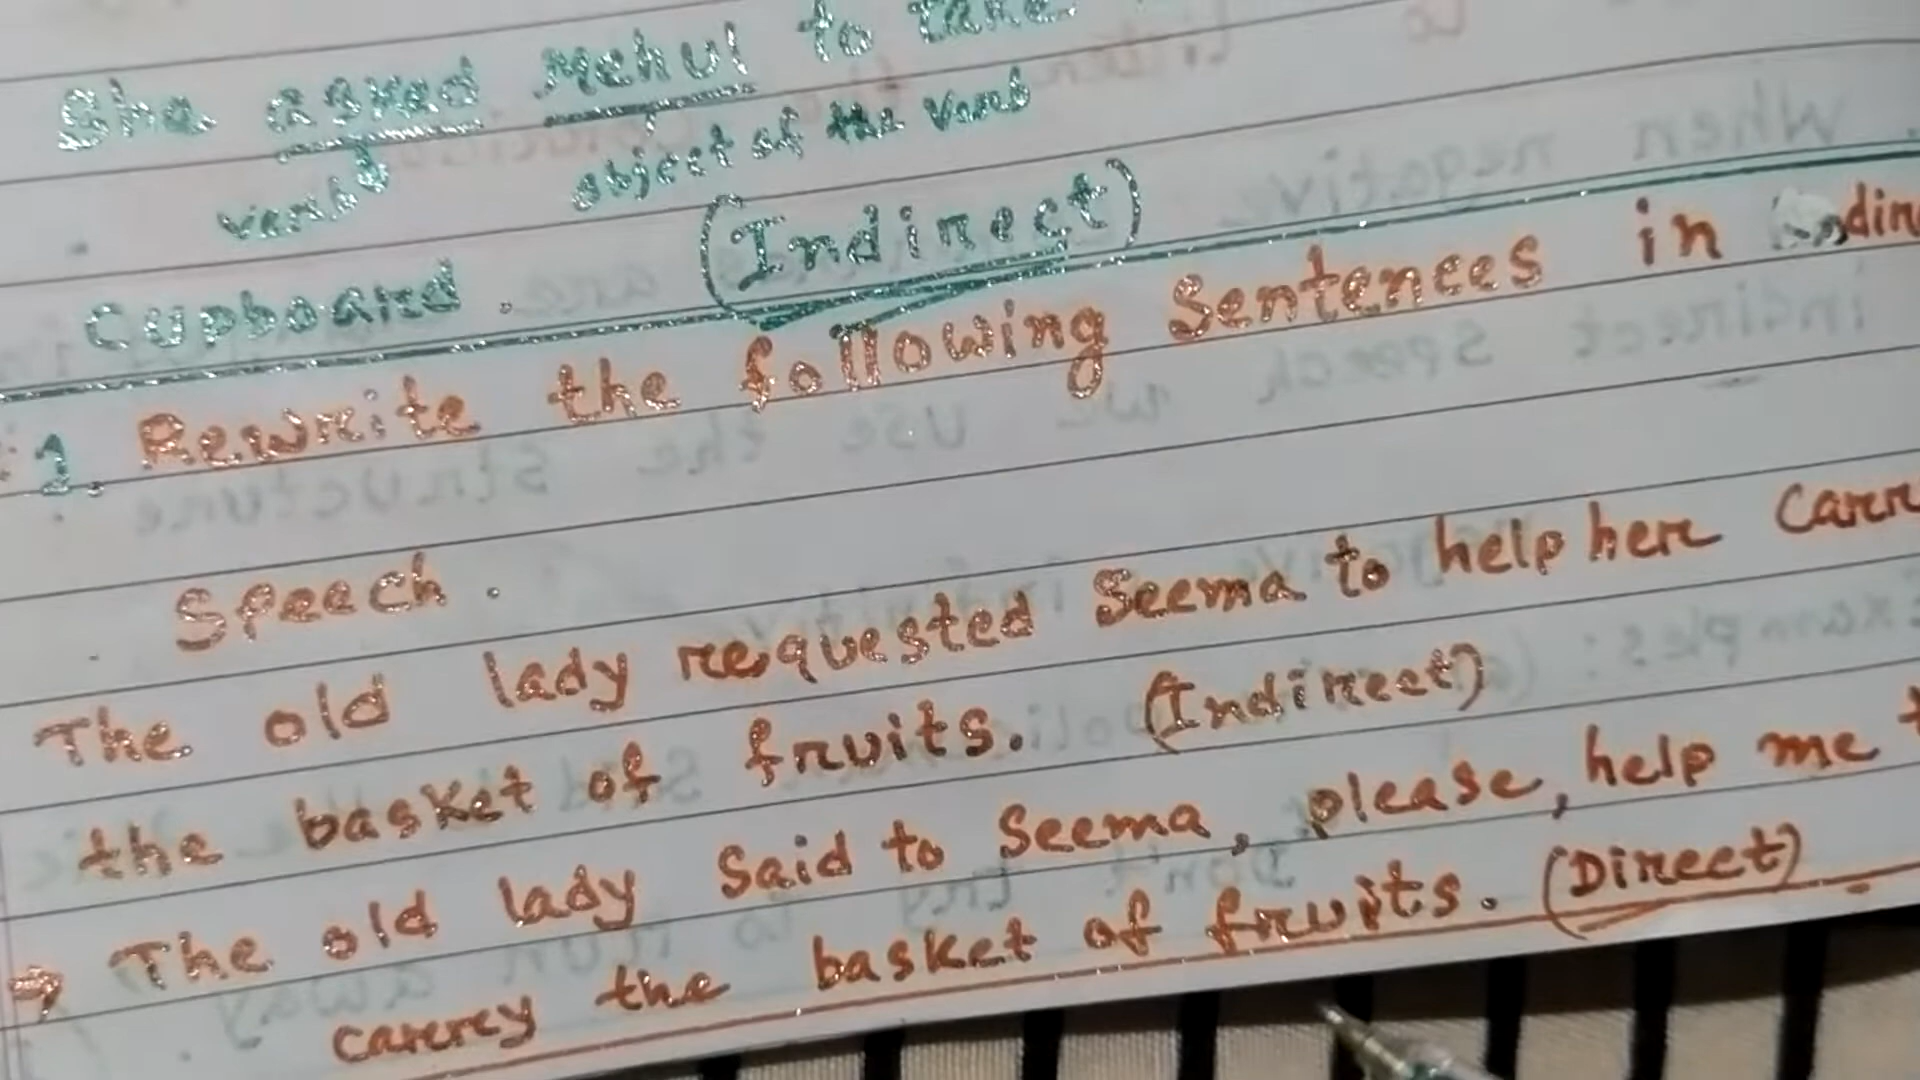 She asked Mehul to take
verb object of the verb
Cupboard. (Indirect)
1. Rewrite the following Sentences in
Speech.
The old lady requested Seema to help her
the basket of fruits. (Indirect)
→ The old lady Said to Seema, please, help me
carry the basket of fruits. (Direct)